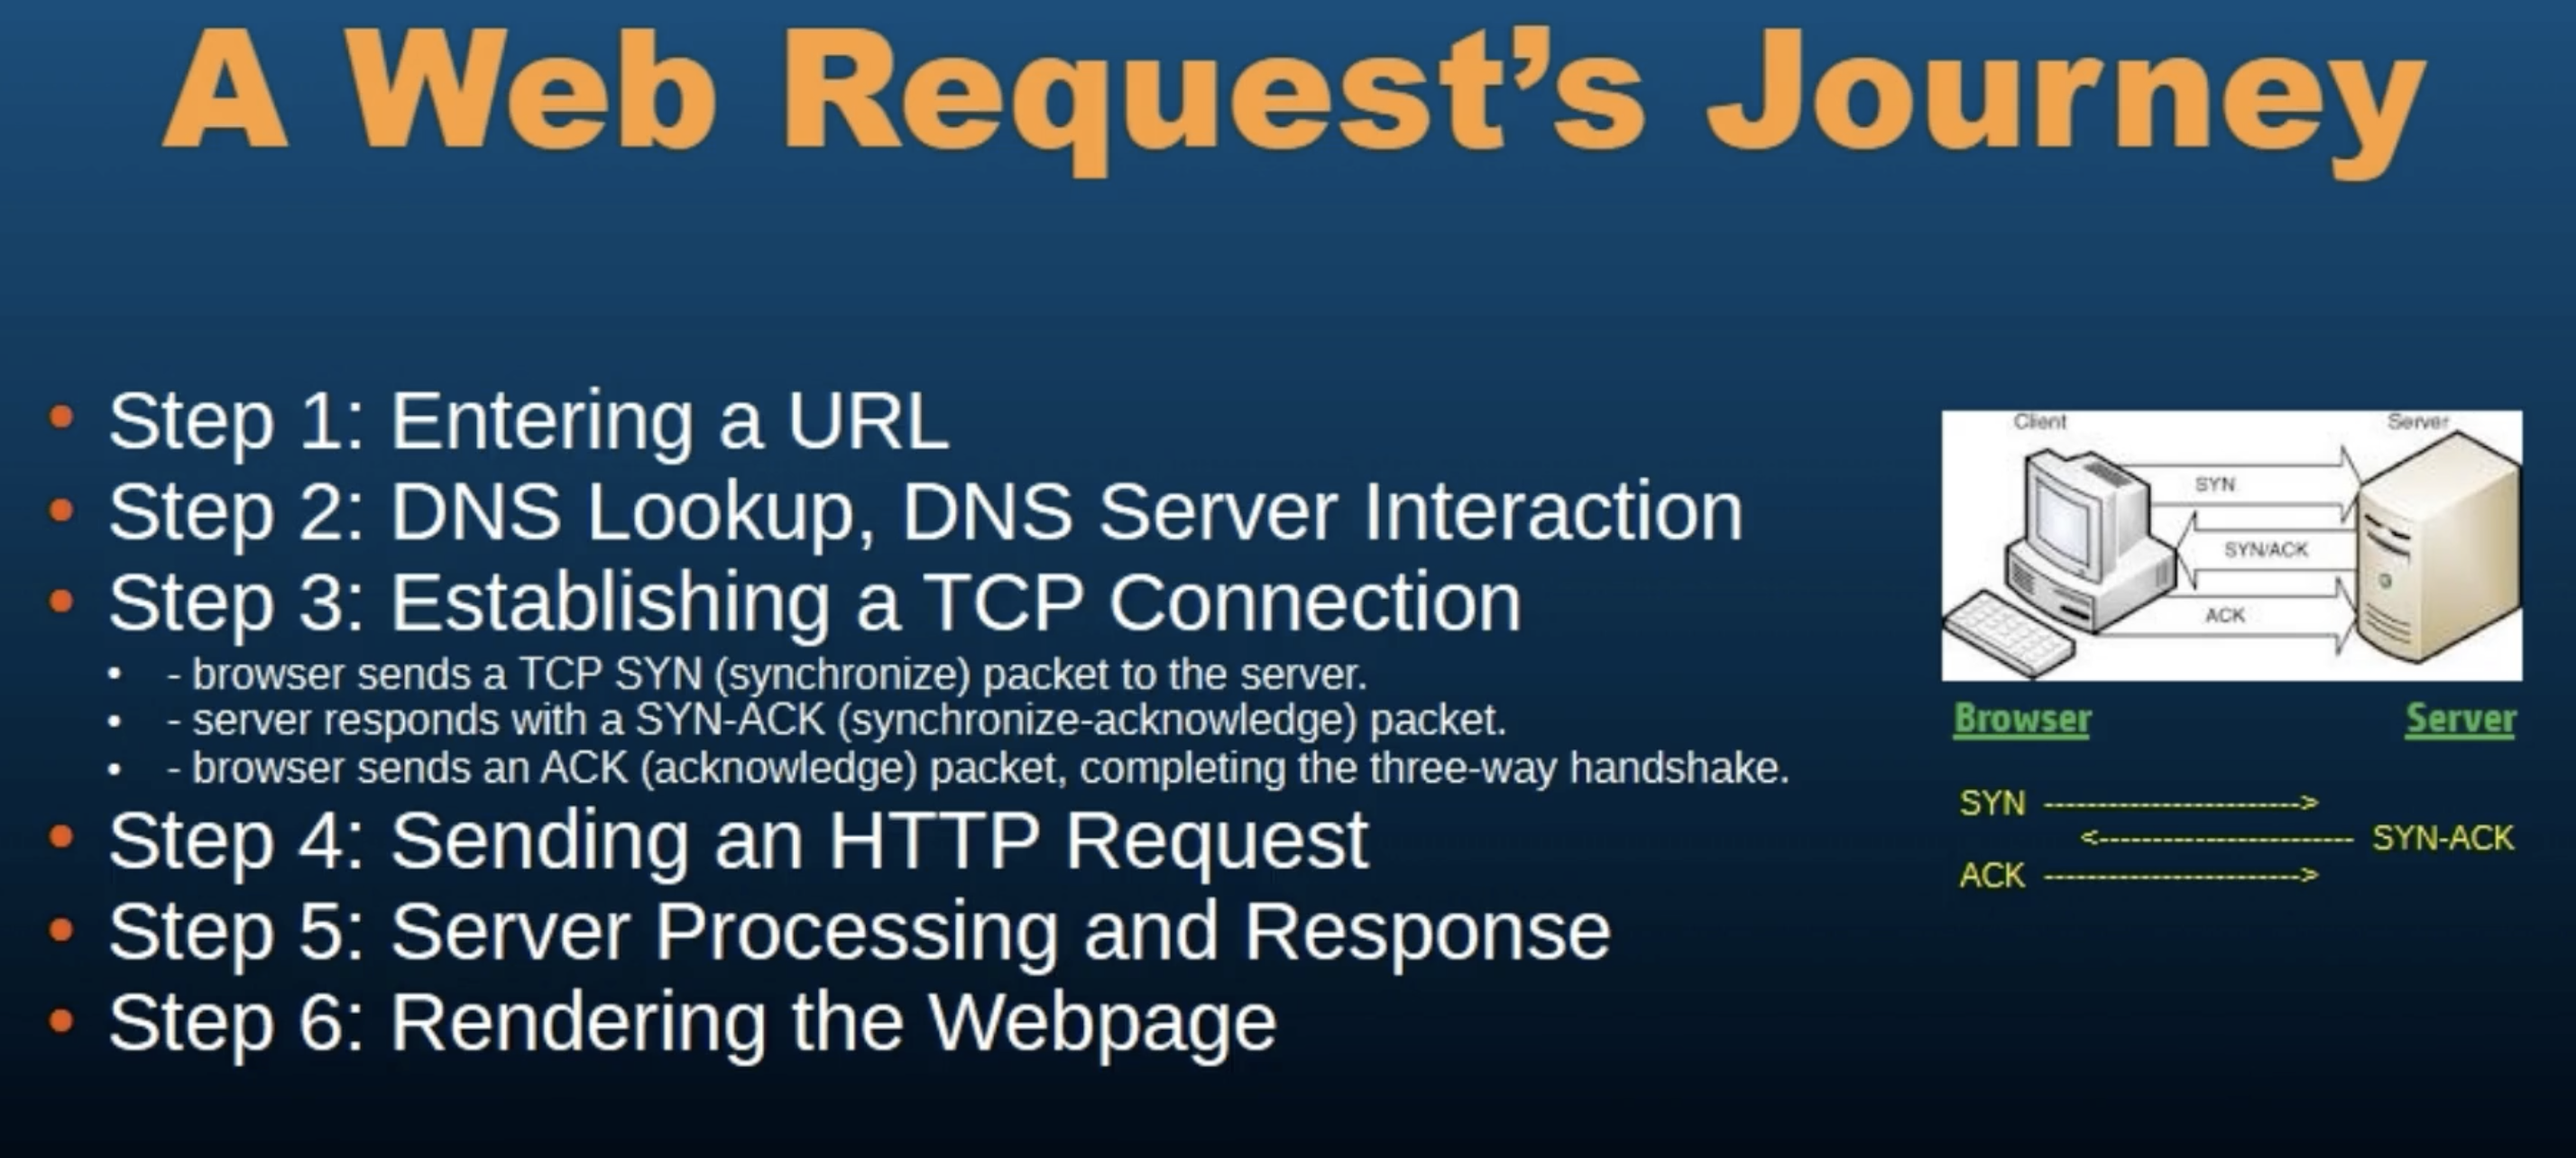 A Web Request’s Journey
• Step 1: Entering a URL
• Step 2: DNS Lookup, DNS Server Interaction
• Step 3: Establishing a TCP Connection
• - browser sends a TCP SYN (synchronize) packet to the server.
• - server responds with a SYN-ACK (synchronize-acknowledge) packet.
• - browser sends an ACK (acknowledge) packet, completing the three-way handshake.
• Step 4: Sending an HTTP Request
• Step 5: Server Processing and Response
• Step 6: Rendering the Webpage
Client Server
SYN
SYN/ACK
ACK
Browser Server
SYN ----------------------->
<----------------------- SYN-ACK
ACK ----------------------->